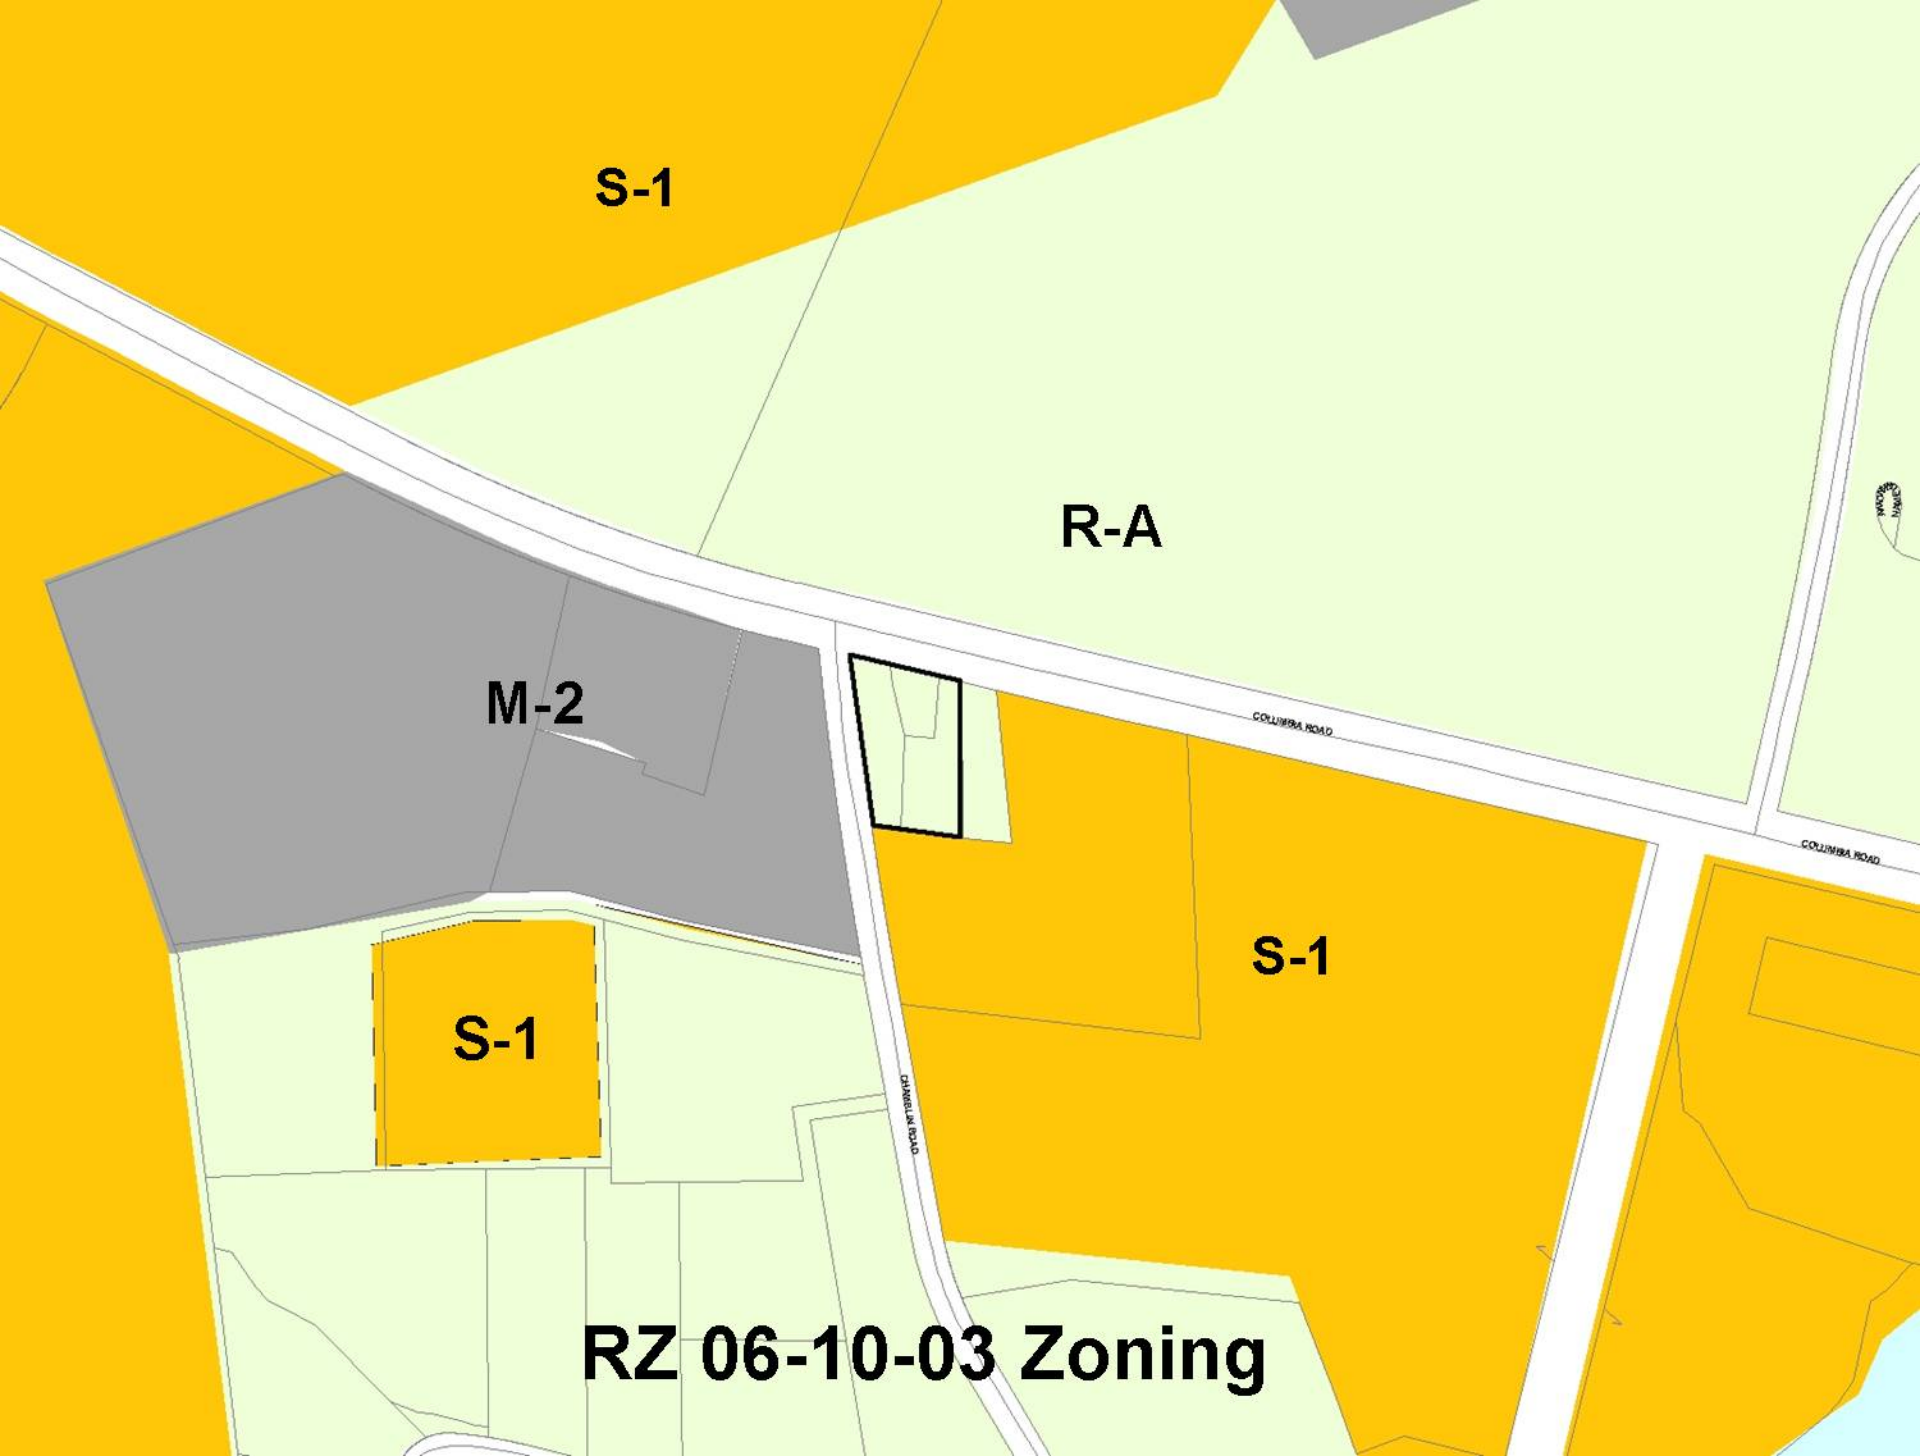 S-1
R-A
M-2
COLUMBIA ROAD
COLUMBIA ROAD
S-1
S-1
CHAMBLIN ROAD
RZ 06-10-03 Zoning